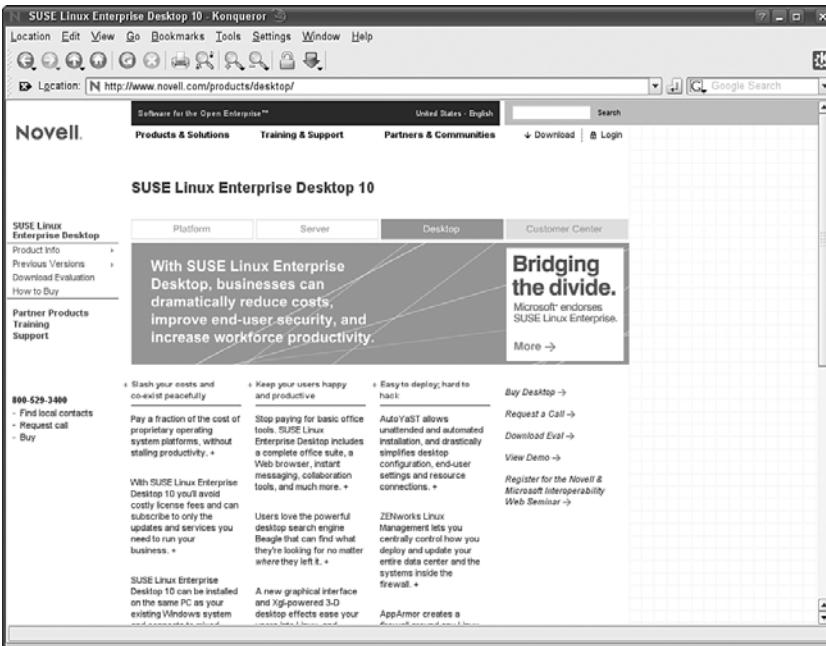 SUSE Linux Enterprise Desktop 10 - Konqueror
Location Edit View Go Bookmarks Tools Settings Window Help
Location: http://www.novell.com/products/desktop/
Google Search
Software for the Open Enterprise™ United States - English Search
Novell.
Products & Solutions Training & Support Partners & Communities Download Login
SUSE Linux Enterprise Desktop 10
Platform Server Desktop Customer Center
SUSE Linux
Enterprise Desktop
Product Info
Previous Versions
Download Evaluation
How to Buy
Partner Products
Training
Support
800-529-3400
- Find local contacts
- Request call
- Buy
With SUSE Linux Enterprise
Desktop, businesses can
dramatically reduce costs,
improve end-user security, and
increase workforce productivity.
Bridging
the divide.
Microsoft® endorses
SUSE Linux Enterprise.
More →
+ Slash your costs and
co-exist peacefully
Pay a fraction of the cost of
proprietary operating
system platforms, without
stalling productivity. +
With SUSE Linux Enterprise
Desktop 10 you'll avoid
costly license fees and can
subscribe to only the
updates and services you
need to run your
business. +
SUSE Linux Enterprise
Desktop 10 can be installed
on the same PC as your
existing Windows system
+ Keep your users happy
and productive
Stop paying for basic office
tools. SUSE Linux
Enterprise Desktop includes
a complete office suite, a
Web browser, instant
messaging, collaboration
tools, and much more. +
Users love the powerful
desktop search engine
Beagle that can find what
they're looking for no matter
where they left it. +
A new graphical interface
and Xgl-powered 3-D
desktop effects ease your
+ Easy to deploy; hard to
hack
AutoYaST allows
unattended and automated
installation, and drastically
simplifies desktop
configuration, end-user
settings and resource
connections. +
ZENworks Linux
Management lets you
centrally control how you
deploy and update your
entire data center and the
systems inside the
firewall. +
AppArmor creates a
Buy Desktop →
Request a Call →
Download Eval →
View Demo →
Register for the Novell &
Microsoft Interoperability
Web Seminar →